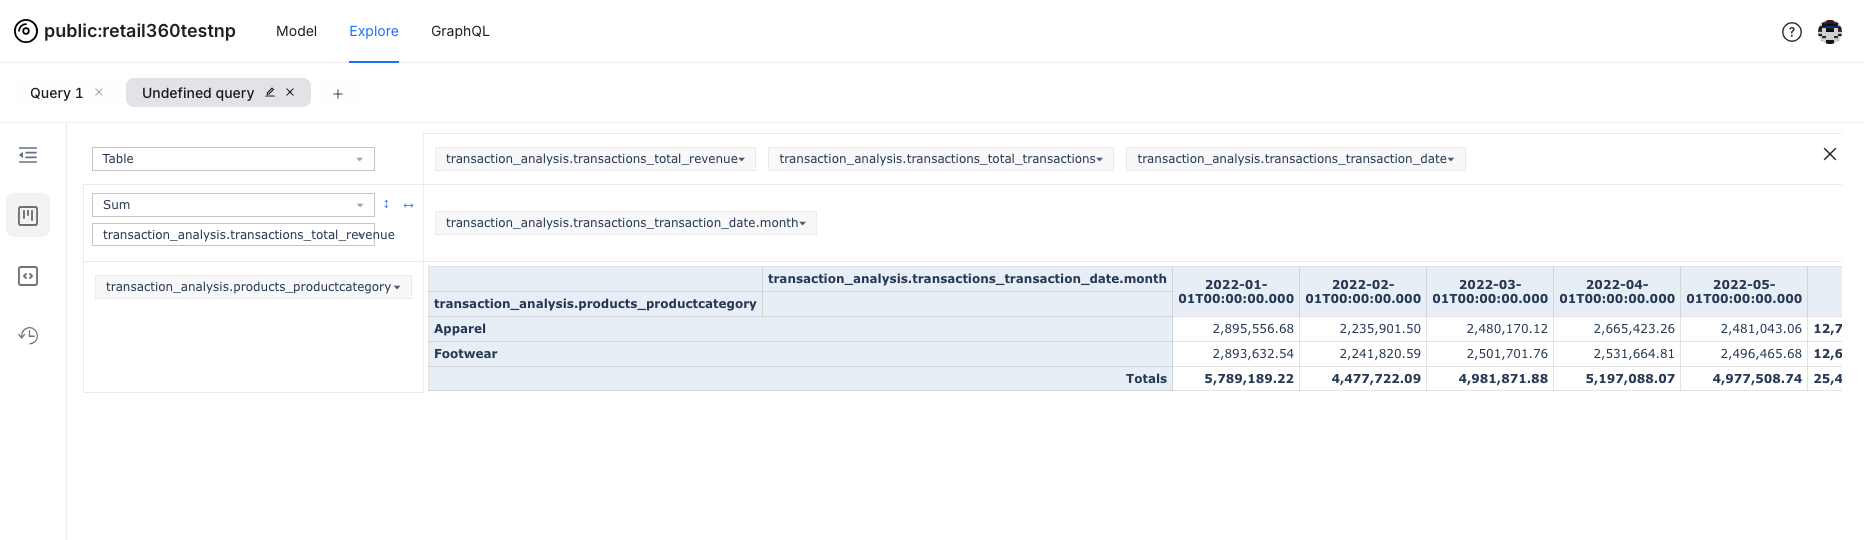 public:retail360testnp Model Explore GraphQL ?
Query 1 × Undefined query × +
Table transaction_analysis.transactions_total_revenue▾ transaction_analysis.transactions_total_transactions▾ transaction_analysis.transactions_transaction_date▾ ×
Sum ↕ ↔
transaction_analysis.transactions_transaction_date.month▾
transaction_analysis.transactions_total_revenue
transaction_analysis.products_productcategory▾
transaction_analysis.transactions_transaction_date.month 2022-01-01T00:00:00.000 2022-02-01T00:00:00.000 2022-03-01T00:00:00.000 2022-04-01T00:00:00.000 2022-05-01T00:00:00.000
transaction_analysis.products_productcategory
Apparel 2,895,556.68 2,235,901.50 2,480,170.12 2,665,423.26 2,481,043.06 12,7
Footwear 2,893,632.54 2,241,820.59 2,501,701.76 2,531,664.81 2,496,465.68 12,6
Totals 5,789,189.22 4,477,722.09 4,981,871.88 5,197,088.07 4,977,508.74 25,4